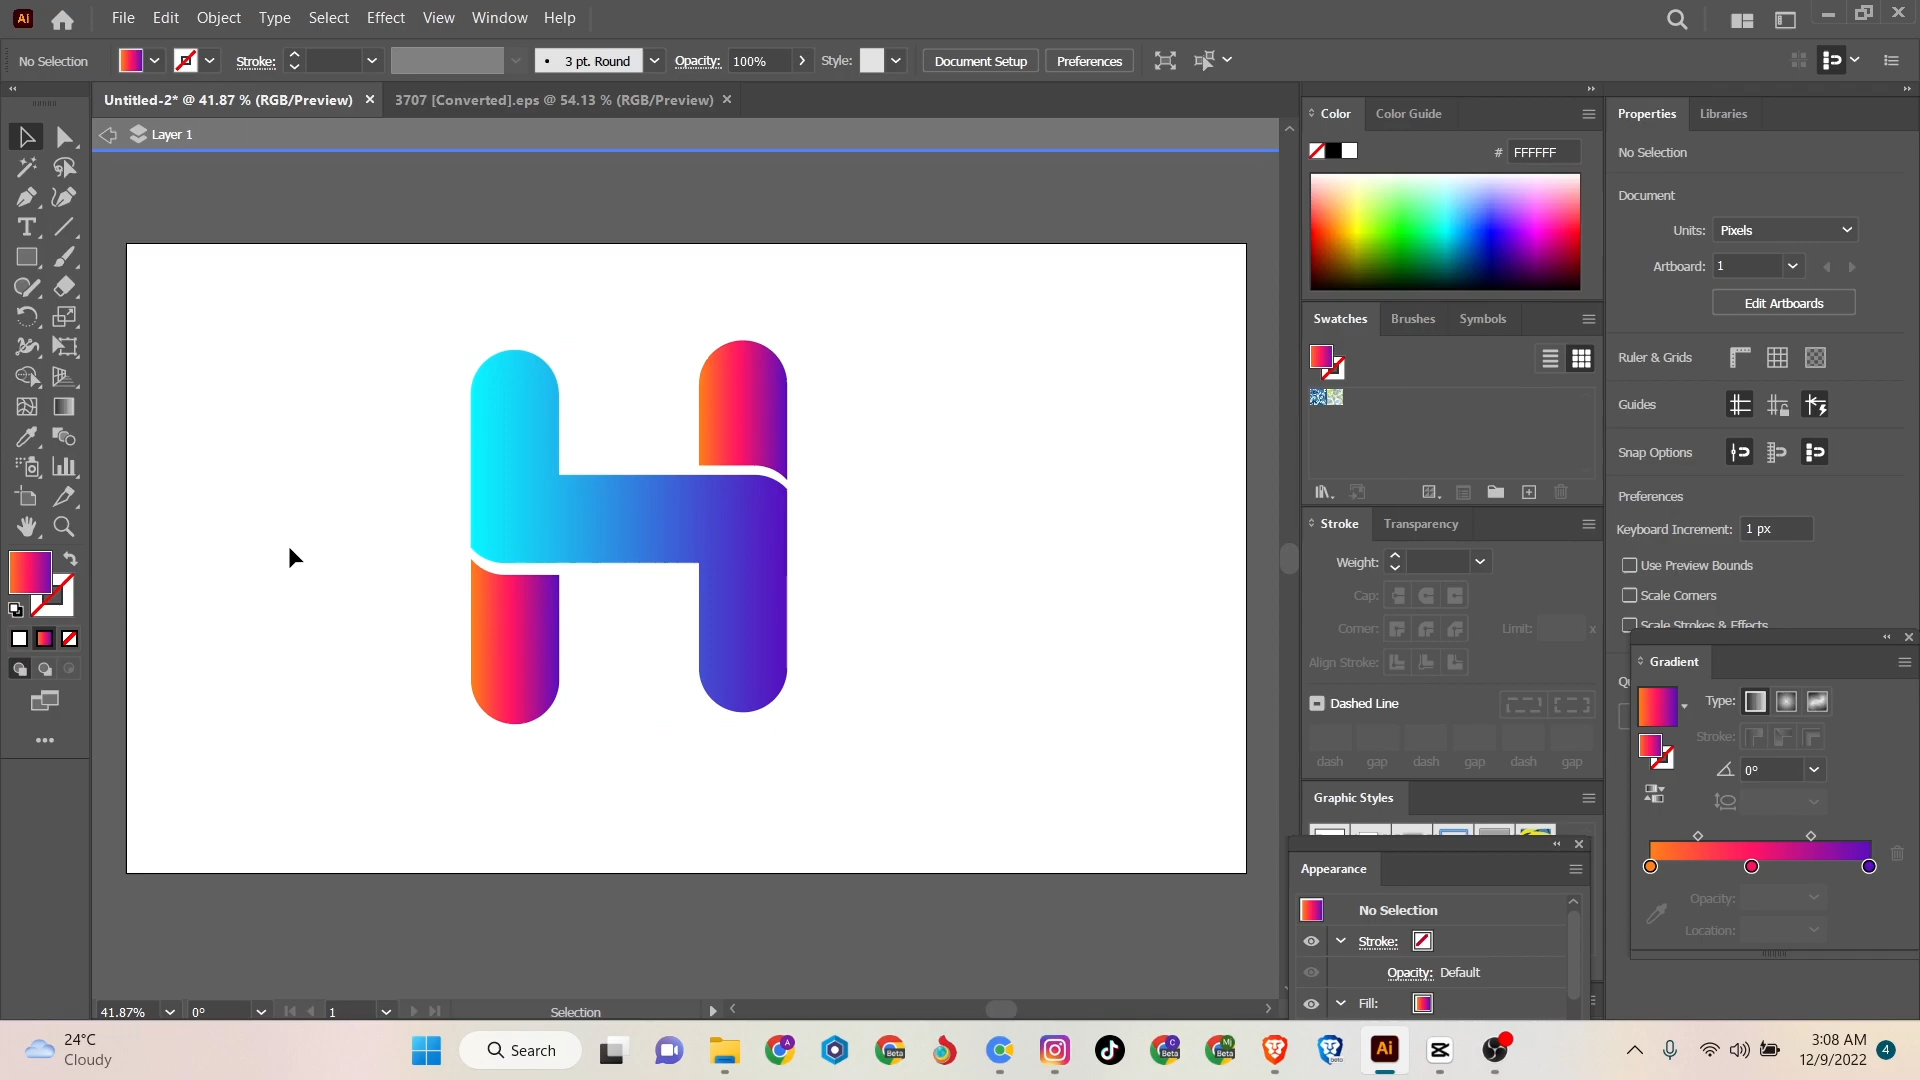 Ai File Edit Object Type Select Effect View Window Help
No Selection Stroke: 3 pt. Round Opacity: 100% Style: Document Setup Preferences
Untitled-2* @ 41.87 % (RGB/Preview) 3707 [Converted].eps @ 54.13 % (RGB/Preview)
Layer 1
Color Color Guide
# FFFFFF
Swatches Brushes Symbols
Stroke Transparency
Weight:
Cap:
Corner: Limit: x
Align Stroke:
Dashed Line
dash gap dash gap dash gap
Graphic Styles
Appearance
No Selection
Stroke:
Opacity: Default
Fill:
Properties Libraries
No Selection
Document
Units: Pixels
Artboard: 1
Edit Artboards
Ruler & Grids
Guides
Snap Options
Preferences
Keyboard Increment: 1 px
Use Preview Bounds
Scale Corners
Scale Strokes & Effects
Gradient
Type:
Stroke:
0°
Opacity:
Location:
41.87% 0° 1 Selection
24°C
Cloudy
Search
Beta
Beta
Beta
beta
Ai
3:08 AM
12/9/2022
4